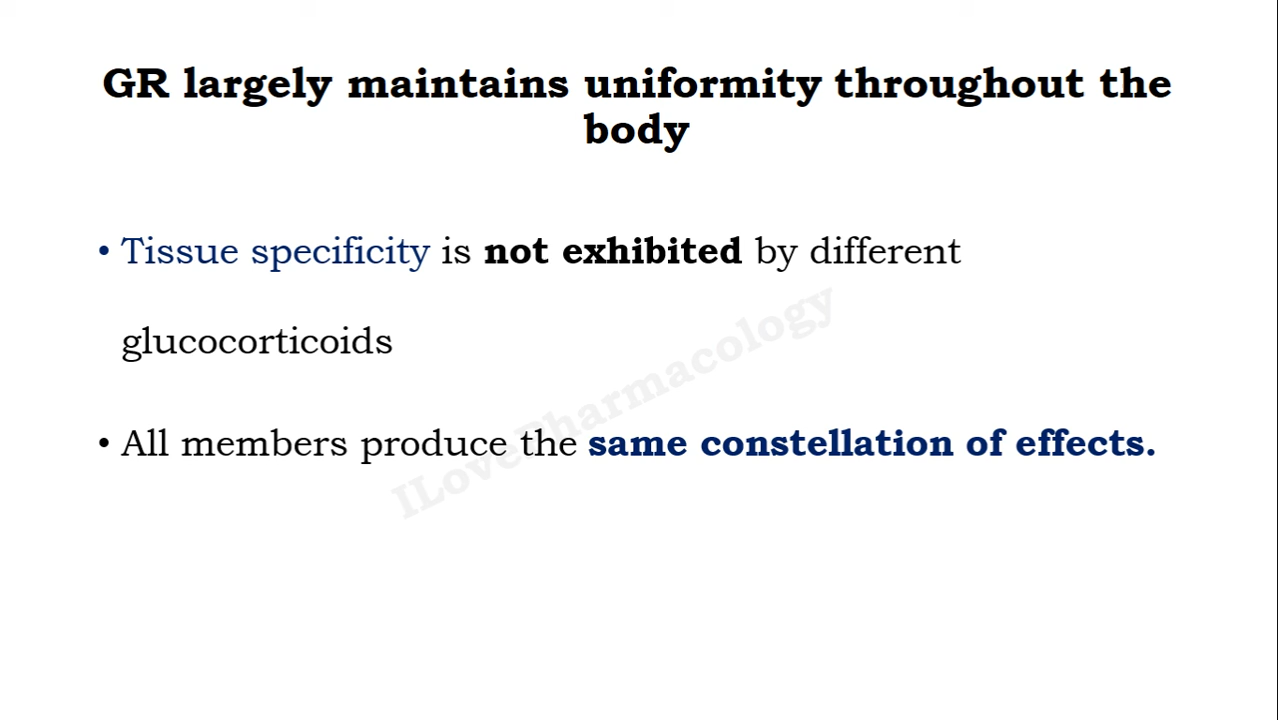 GR largely maintains uniformity throughout the
body
• Tissue specificity is not exhibited by different
glucocorticoids
• All members produce the same constellation of effects.
ILovePharmacology